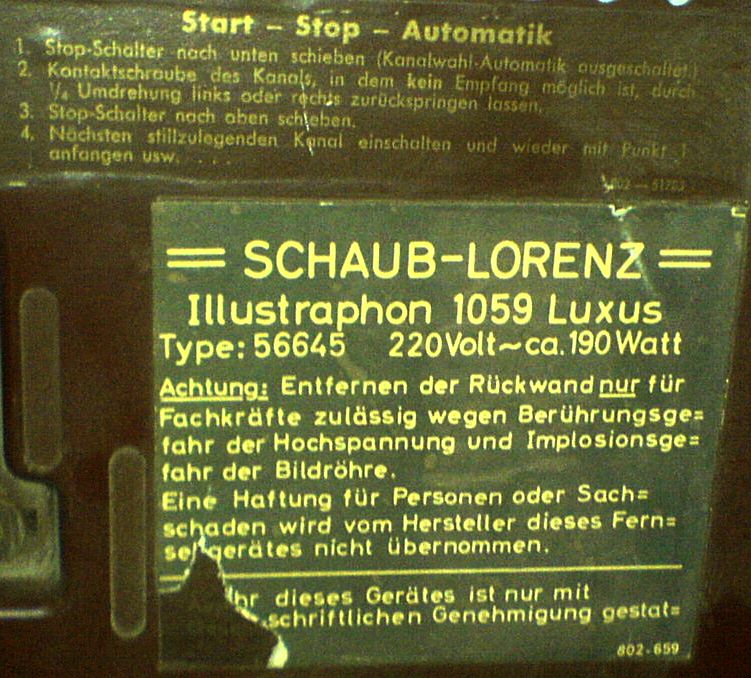 Start - Stop - Automatik
1. Stop-Schalter nach unten schieben (Kanalwahl-Automatik ausgeschaltet.)
2. Kontaktschraube des Kanals, in dem kein Empfang möglich ist, durch
¼ Umdrehung links oder rechts zurückspringen lassen.
3. Stop-Schalter nach oben schieben.
4. Nächsten stillzulegenden Kanal einschalten und wieder mit Punkt 1
anfangen usw. . . .
= SCHAUB-LORENZ =
Illustraphon 1059 Luxus
Type: 56645 220Volt~ca. 190 Watt
Achtung: Entfernen der Rückwand nur für
Fachkräfte zulässig wegen Berührungsge=
fahr der Hochspannung und Implosionsge=
fahr der Bildröhre.
Eine Haftung für Personen oder Sach=
schaden wird vom Hersteller dieses Fern=
sehgerätes nicht übernommen.
dieses Gerätes ist nur mit
schriftlichen Genehmigung gestat=
802-659